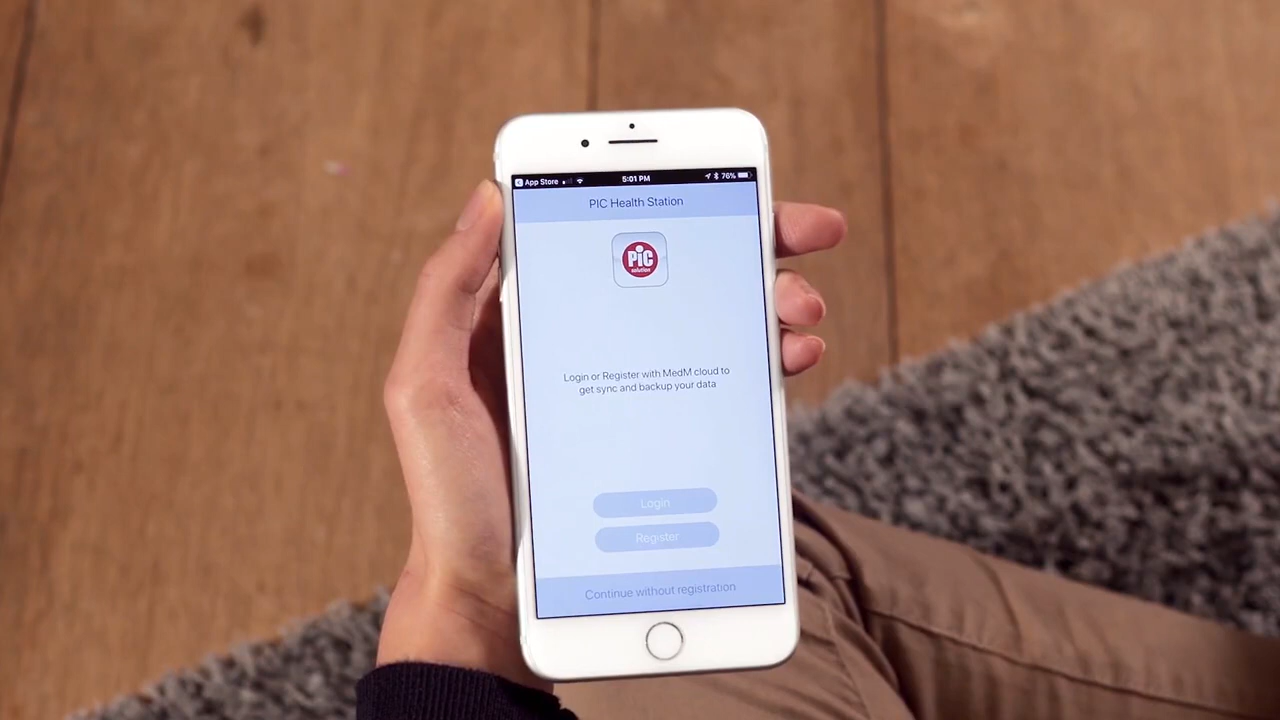 App Store 5:01 PM 76%
PIC Health Station
PiC
solution
Login or Register with MedM cloud to
get sync and backup your data
Login
Register
Continue without registration